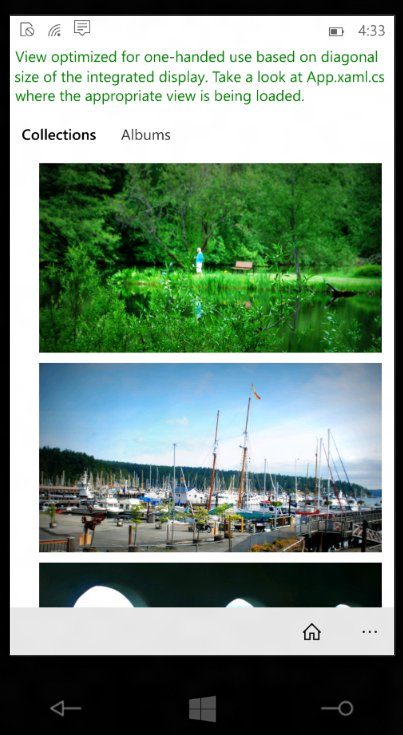 4:33
View optimized for one-handed use based on diagonal
size of the integrated display. Take a look at App.xaml.cs
where the appropriate view is being loaded.
Collections Albums